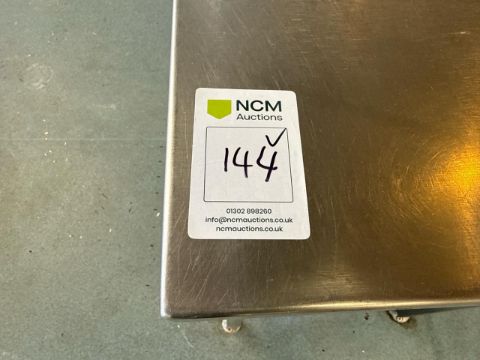 NCM
Auctions
144
01302 898260
info@ncmauctions.co.uk
ncmauctions.co.uk